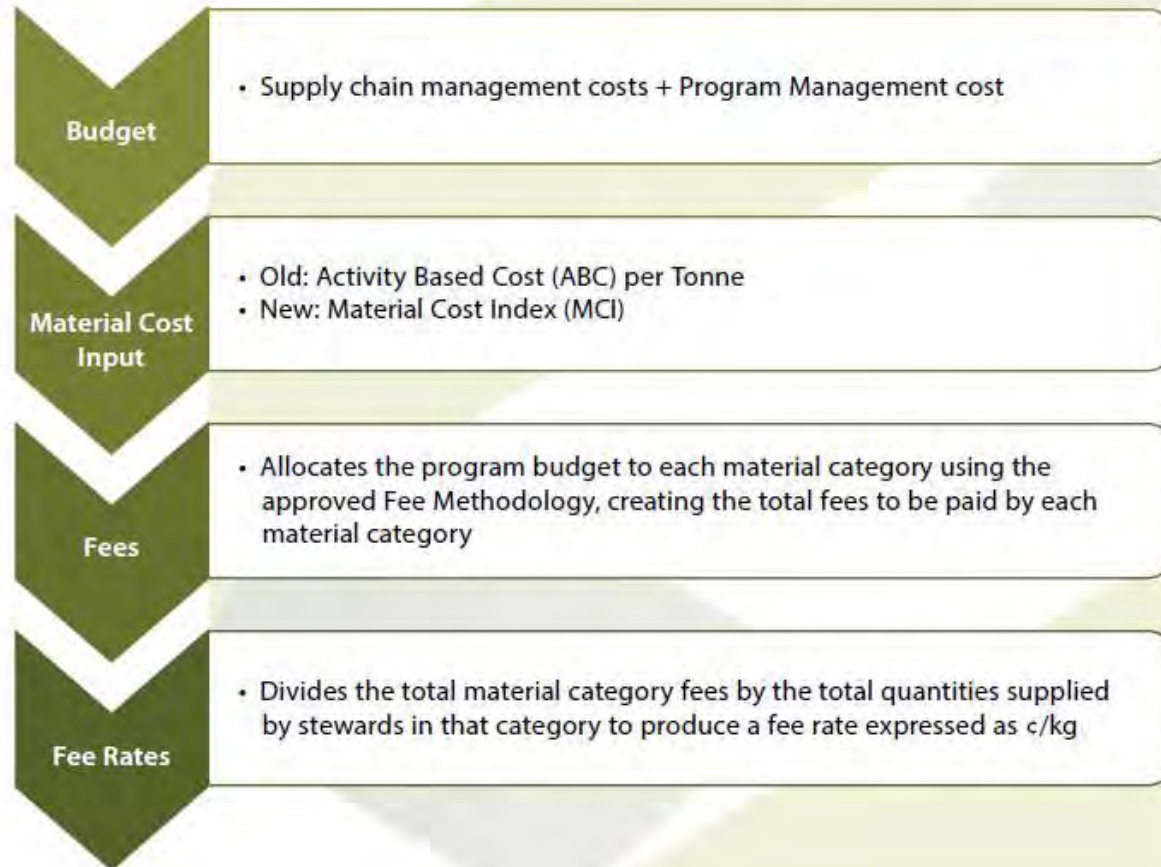 Budget
• Supply chain management costs + Program Management cost
Material Cost
Input
• Old: Activity Based Cost (ABC) per Tonne
• New: Material Cost Index (MCI)
Fees
• Allocates the program budget to each material category using the
approved Fee Methodology, creating the total fees to be paid by each
material category
Fee Rates
• Divides the total material category fees by the total quantities supplied
by stewards in that category to produce a fee rate expressed as ¢/kg